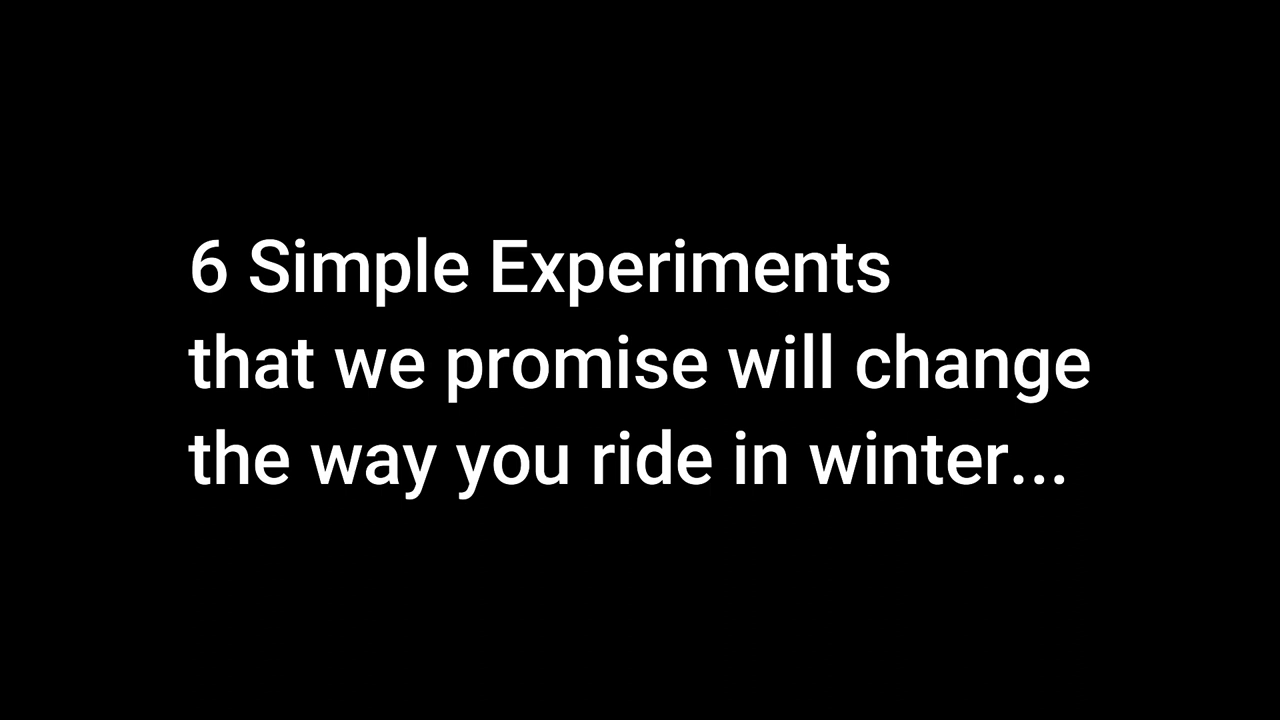 6 Simple Experiments
that we promise will change
the way you ride in winter...